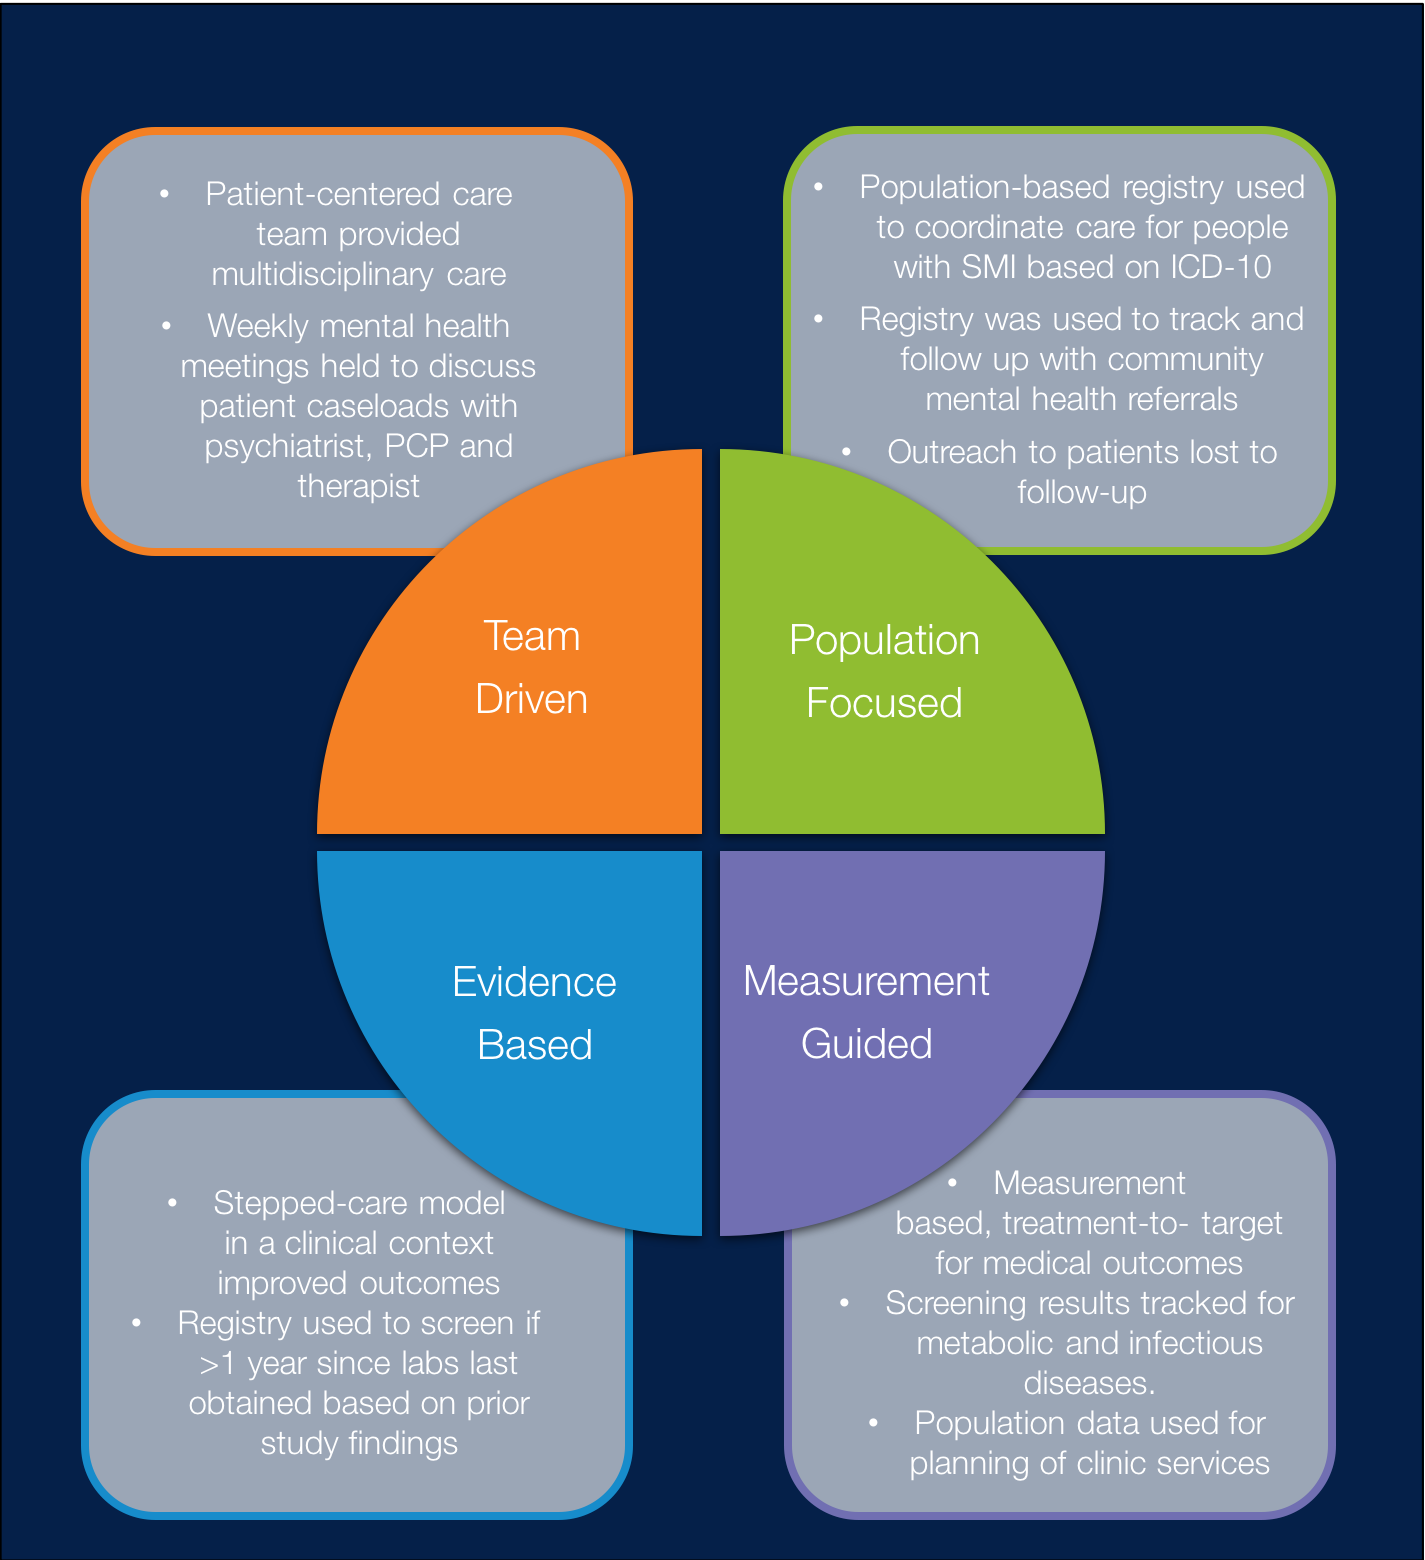 • Patient-centered care
team provided
multidisciplinary care
• Weekly mental health
meetings held to discuss
patient caseloads with
psychiatrist, PCP and
therapist
• Population-based registry used
to coordinate care for people
with SMI based on ICD-10
• Registry was used to track and
follow up with community
mental health referrals
• Outreach to patients lost to
follow-up
Team
Driven
Population
Focused
Evidence
Based
Measurement
Guided
• Stepped-care model
in a clinical context
improved outcomes
• Registry used to screen if
>1 year since labs last
obtained based on prior
study findings
• Measurement
based, treatment-to- target
for medical outcomes
• Screening results tracked for
metabolic and infectious
diseases.
• Population data used for
planning of clinic services